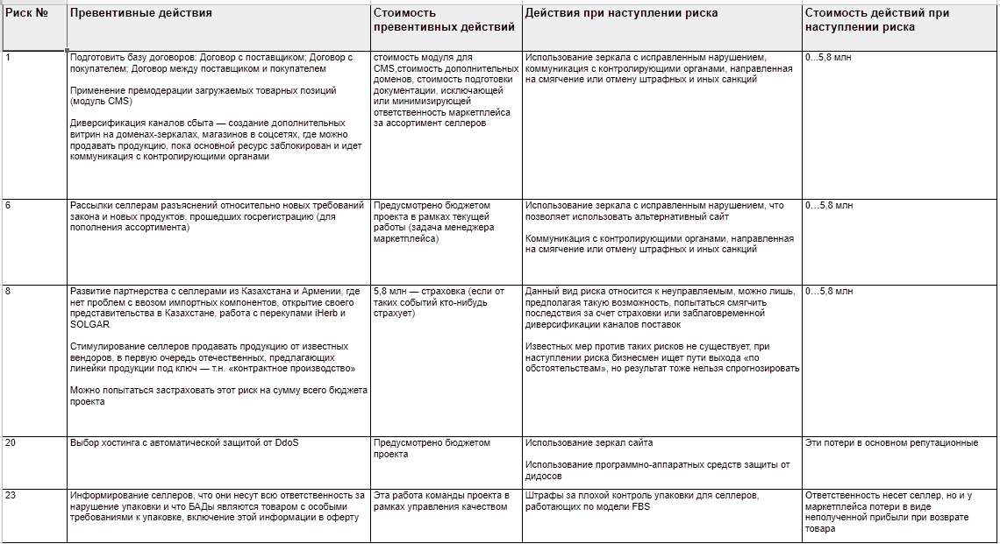 Риск №
Превентивные действия
Стоимость
превентивных действий
Действия при наступлении риска
Стоимость действий при
наступлении риска
1
Подготовить базу договоров: Договор с поставщиком; Договор с
покупателем; Договор между поставщиком и покупателем
Применение премодерации загружаемых товарных позиций
(модуль CMS)
Диверсификация каналов сбыта — создание дополнительных
витрин на доменах-зеркалах, магазинов в соцсетях, где можно
продавать продукцию, пока основной ресурс заблокирован и идет
коммуникация с контролирующими органами
стоимость модуля для
CMS,стоимость дополнительных
доменов, стоимость подготовки
документации, исключающей
или минимизирующей
ответственность маркетплейса
за ассортимент селлеров
Использование зеркала с исправленным нарушением,
коммуникация с контролирующими органами, направленная
на смягчение или отмену штрафных и иных санкций
0...5,8 млн
6
Рассылки селлерам разъяснений относительно новых требований
закона и новых продуктов, прошедших госрегистрацию (для
пополнения ассортимента)
Предусмотрено бюджетом
проекта в рамках текущей
работы (задача менеджера
маркетплейса)
Использование зеркала с исправленным нарушением, что
позволяет использовать альтернативный сайт
Коммуникация с контролирующими органами, направленная
на смягчение или отмену штрафных и иных санкций
0...5,8 млн
8
Развитие партнерства с селлерами из Казахстана и Армении, где
нет проблем с ввозом импортных компонентов, открытие своего
представительства в Казахстане, работа с перекупами iHerb и
SOLGAR
Стимулирование селлеров продавать продукцию от известных
вендоров, в первую очередь отечественных, предлагающих
линейки продукции под ключ — т.н. «контрактное производство»
Можно попытаться застраховать этот риск на сумму всего бюджета
проекта
5,8 млн — страховка (если от
таких событий кто-нибудь
страхует)
Данный вид риска относится к неуправляемым, можно лишь,
предполагая такую возможность, попытаться смягчить
последствия за счет страховки или заблаговременной
диверсификации каналов поставок
Известных мер против таких рисков не существует, при
наступлении риска бизнесмен ищет пути выхода «по
обстоятельствам», но результат тоже нельзя спрогнозировать
0...5,8 млн
20
Выбор хостинга с автоматической защитой от DdoS
Предусмотрено бюджетом
проекта
Использование зеркал сайта
Использование программно-аппаратных средств защиты от
дидосов
Эти потери в основном репутационные
23
Информирование селлеров, что они несут всю ответственность за
нарушение упаковки и что БАДы являются товаром с особыми
требованиями к упаковке, включение этой информации в оферту
Эта работа команды проекта в
рамках управления качеством
Штрафы за плохой контроль упаковки для селлеров,
работающих по модели FBS
Ответственность несет селлер, но и у
маркетплейса потери в виде
неполученной прибыли при возврате
товара